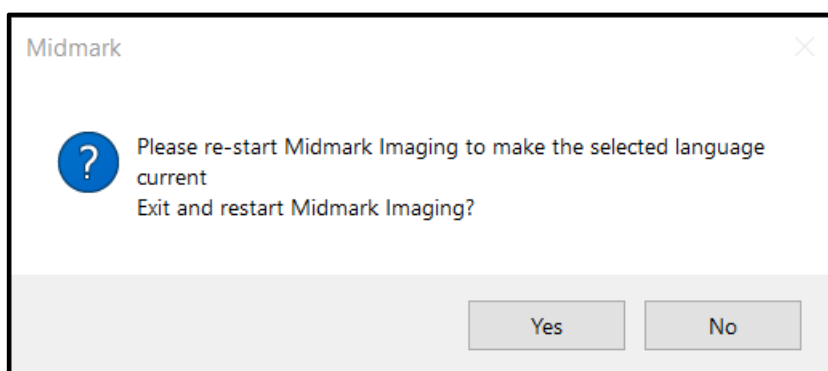 Midmark
?
Please re-start Midmark Imaging to make the selected language
current
Exit and restart Midmark Imaging?
Yes No